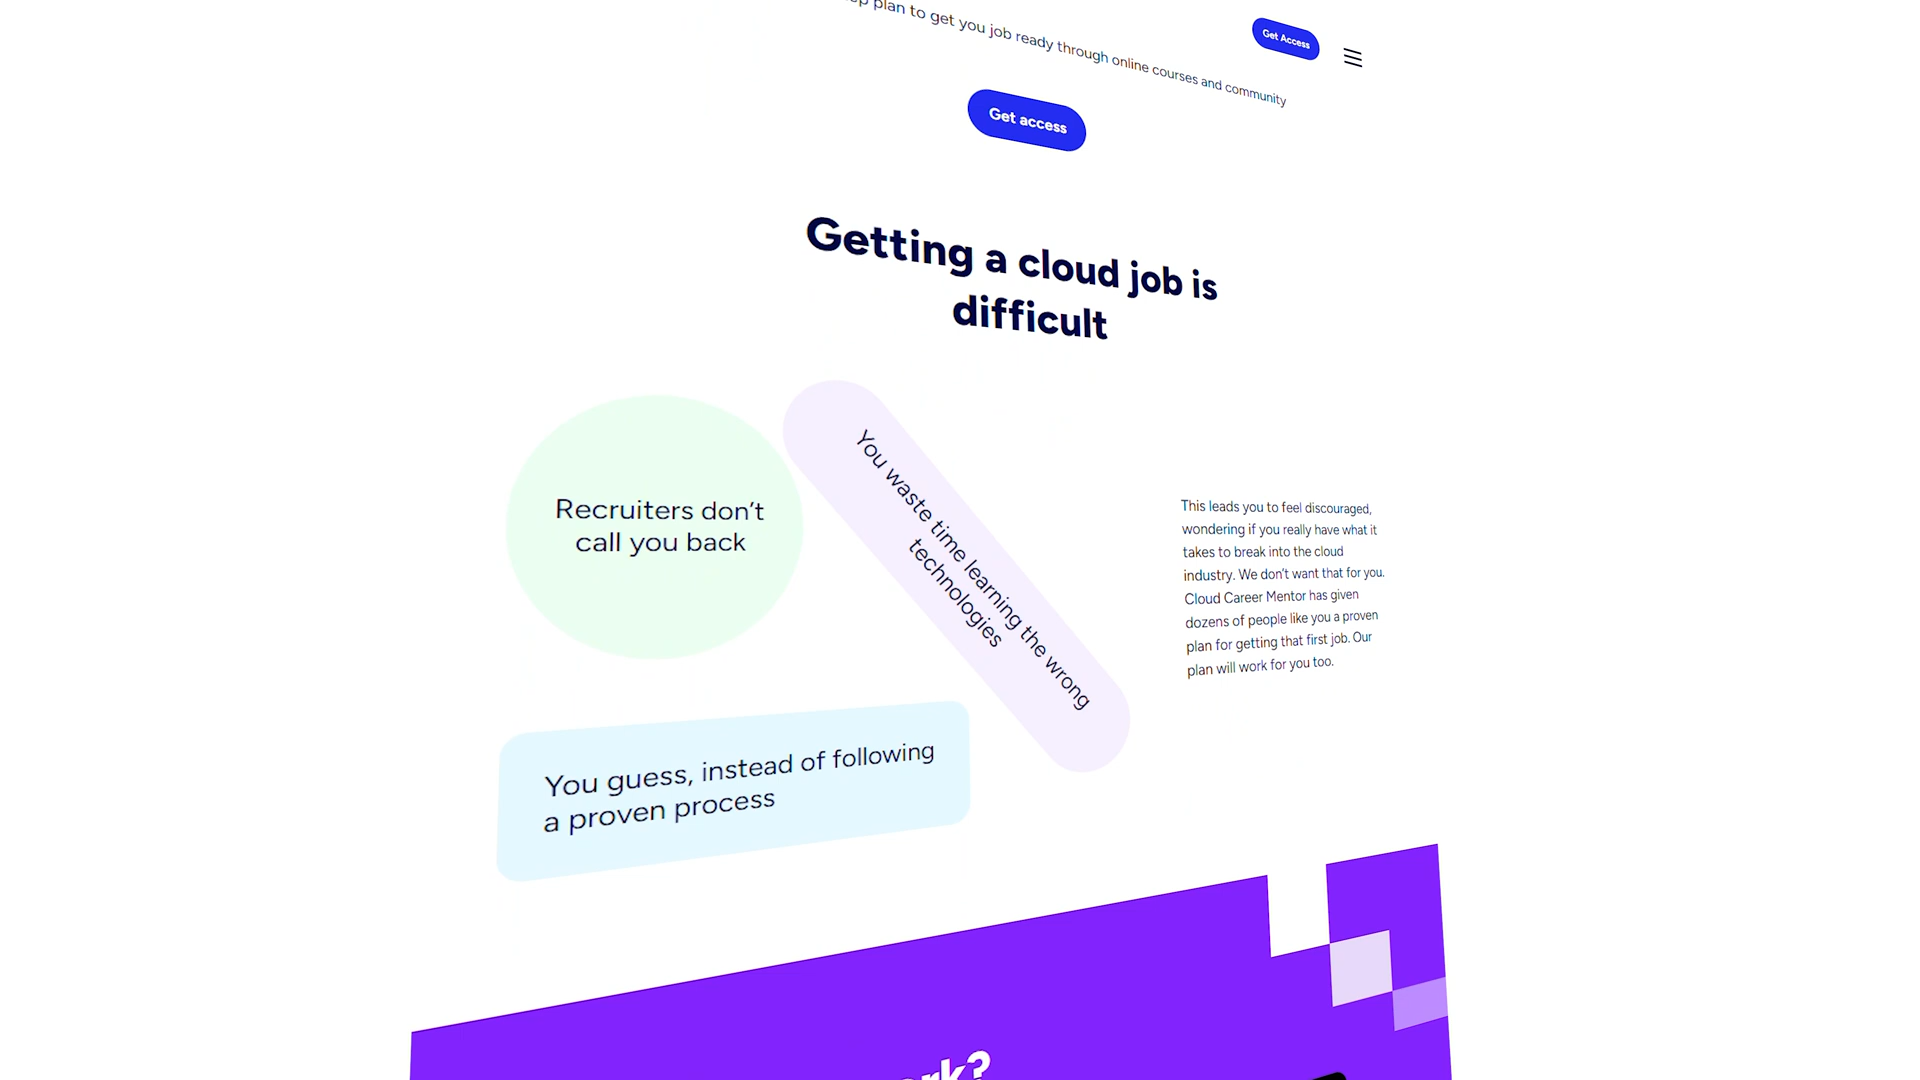 plan to get you job ready through online courses and community
Get Access
Get access
Getting a cloud job is
difficult
Recruiters don't
call you back
You waste time learning the wrong
technologies
This leads you to feel discouraged,
wondering if you really have what it
takes to break into the cloud
industry. We don't want that for you.
Cloud Career Mentor has given
dozens of people like you a proven
plan for getting that first job. Our
plan will work for you too.
You guess, instead of following
a proven process